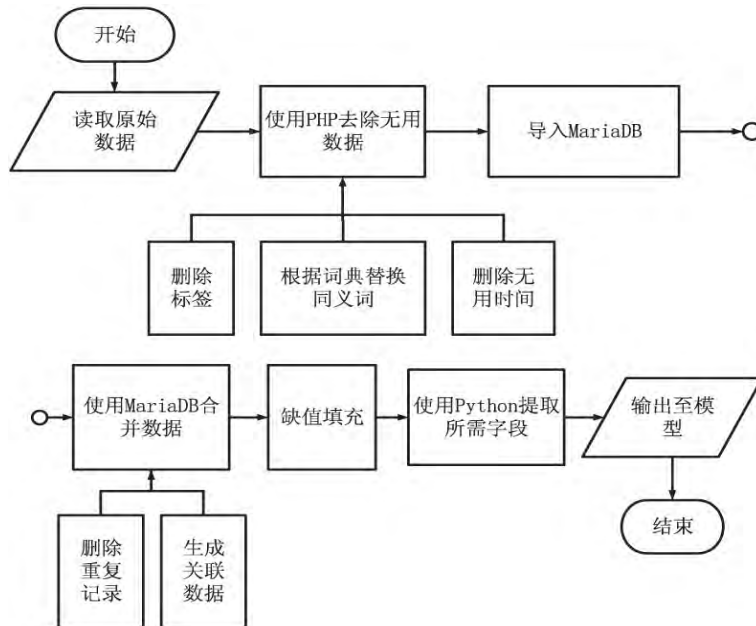 开始
读取原始
数据
使用PHP去除无用
数据
导入MariaDB
删除
标签
根据词典替换
同义词
删除无
用时间
使用MariaDB合
并数据
缺值填充
使用Python提取
所需字段
输出至模
型
删除
重复
记录
生成
关联
数据
结束